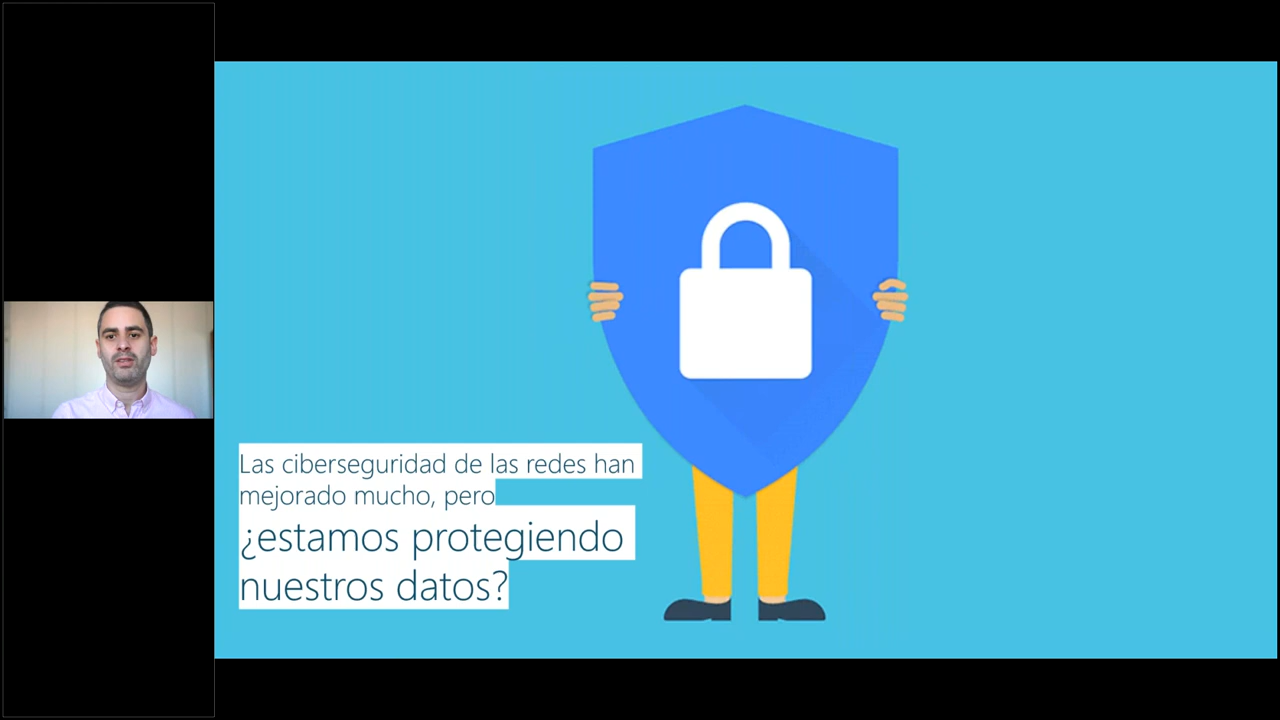 Las ciberseguridad de las redes han
mejorado mucho, pero
¿estamos protegiendo
nuestros datos?